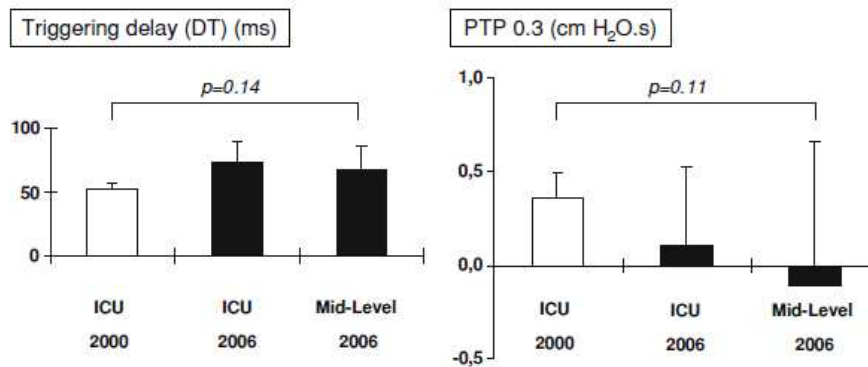 Triggering delay (DT) (ms)
p=0.14
100
50
0
ICU
2000
ICU
2006
Mid-Level
2006
PTP 0.3 (cm H₂O.s)
1,0
p=0.11
0,5
0,0
ICU
2000
ICU
2006
Mid-Level
2006
-0,5